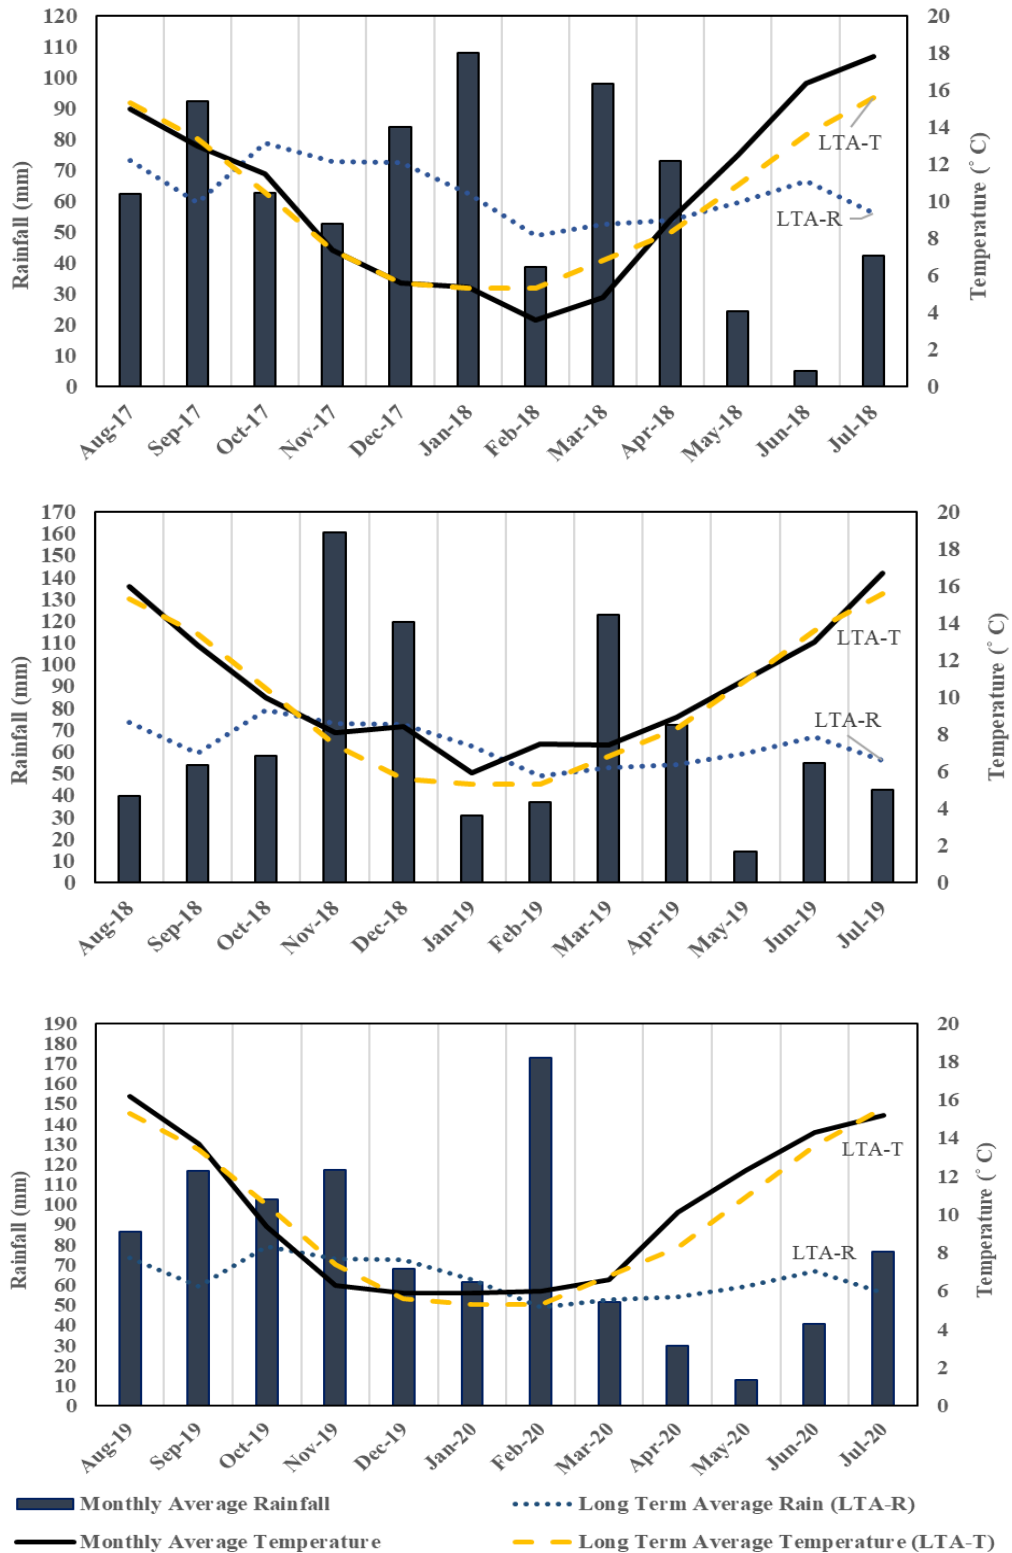 120
110
100
90
80
70
60
50
40
30
20
10
0
Rainfall (mm)
20
18
16
14
12
10
8
6
4
2
0
Temperature (˚ C)
LTA-T
LTA-R
Aug-17
Sep-17
Oct-17
Nov-17
Dec-17
Jan-18
Feb-18
Mar-18
Apr-18
May-18
Jun-18
Jul-18
170
160
150
140
130
120
110
100
90
80
70
60
50
40
30
20
10
0
Rainfall (mm)
20
18
16
14
12
10
8
6
4
2
0
Temperature (˚ C)
LTA-T
LTA-R
Aug-18
Sep-18
Oct-18
Nov-18
Dec-18
Jan-19
Feb-19
Mar-19
Apr-19
May-19
Jun-19
Jul-19
190
180
170
160
150
140
130
120
110
100
90
80
70
60
50
40
30
20
10
0
Rainfall (mm)
20
18
16
14
12
10
8
6
4
2
0
Temperature (˚ C)
LTA-T
LTA-R
Aug-19
Sep-19
Oct-19
Nov-19
Dec-19
Jan-20
Feb-20
Mar-20
Apr-20
May-20
Jun-20
Jul-20
Monthly Average Rainfall
Long Term Average Rain (LTA-R)
Monthly Average Temperature
Long Term Average Temperature (LTA-T)